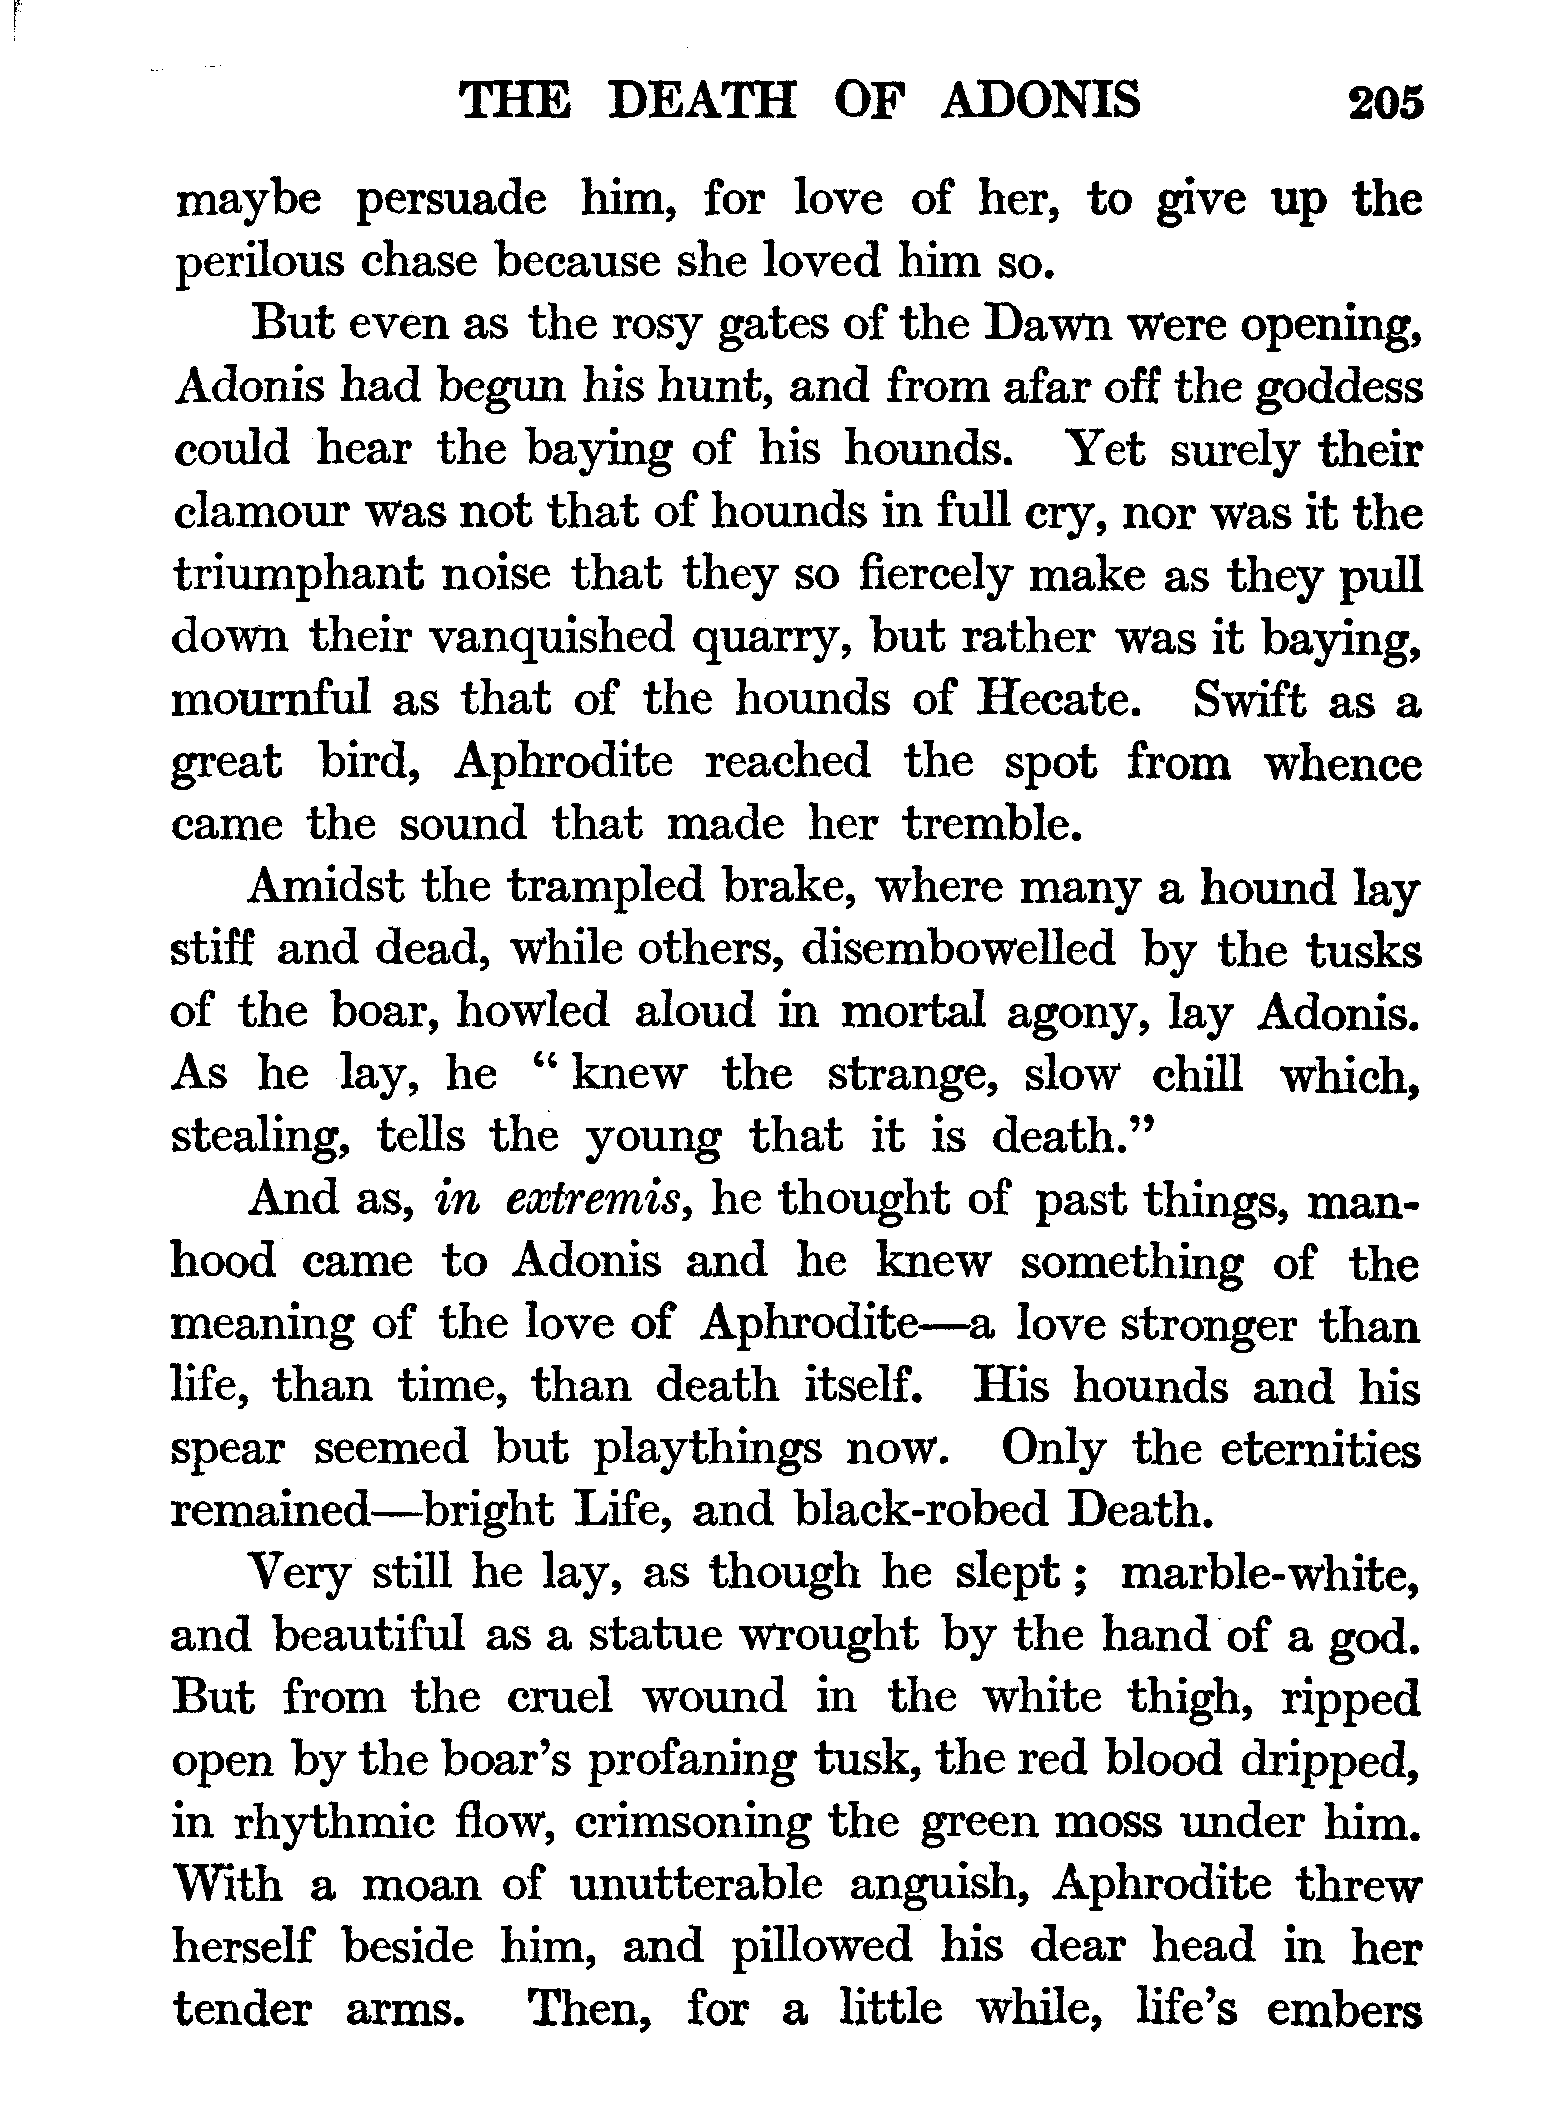 THE DEATH OF ADONIS 205
maybe persuade him, for love of her, to give up the
perilous chase because she loved him so.
But even as the rosy gates of the Dawn were opening,
Adonis had begun his hunt, and from afar off the goddess
could hear the baying of his hounds. Yet surely their
clamour was not that of hounds in full cry, nor was it the
triumphant noise that they so fiercely make as they pull
down their vanquished quarry, but rather was it baying,
mournful as that of the hounds of Hecate. Swift as a
great bird, Aphrodite reached the spot from whence
came the sound that made her tremble.
Amidst the trampled brake, where many a hound lay
stiff and dead, while others, disembowelled by the tusks
of the boar, howled aloud in mortal agony, lay Adonis.
As he lay, he “ knew the strange, slow chill which,
stealing, tells the young that it is death.”
And as, in extremis, he thought of past things, man-
hood came to Adonis and he knew something of the
meaning of the love of Aphrodite—a love stronger than
life, than time, than death itself. His hounds and his
spear seemed but playthings now. Only the eternities
remained—bright Life, and black-robed Death.
Very still he lay, as though he slept ; marble-white,
and beautiful as a statue wrought by the hand of a god.
But from the cruel wound in the white thigh, ripped
open by the boar’s profaning tusk, the red blood dripped,
in rhythmic flow, crimsoning the green moss under him.
With a moan of unutterable anguish, Aphrodite threw
herself beside him, and pillowed his dear head in her
tender arms. Then, for a little while, life’s embers